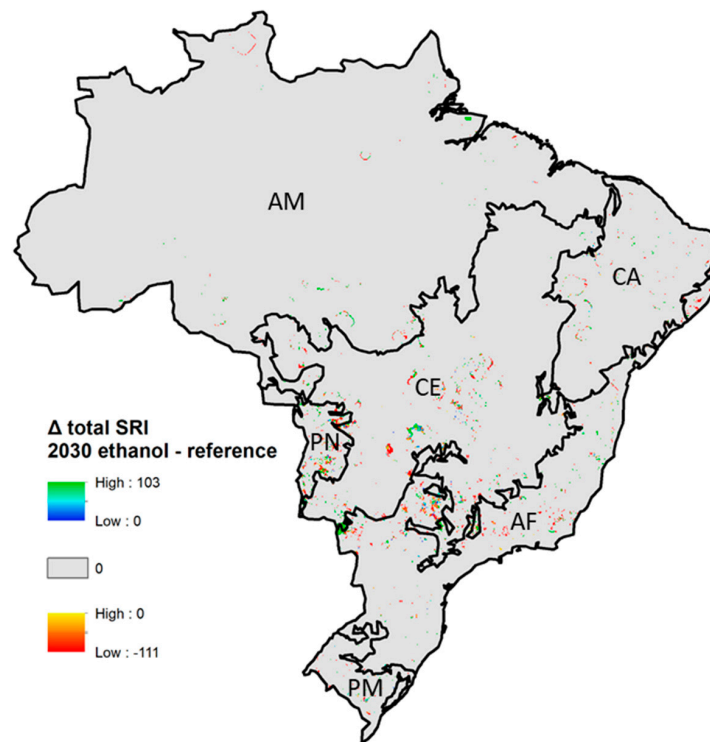 AM
CA
CE
Δ total SRI
2030 ethanol - reference
PN
High : 103
Low : 0
AF
0
High : 0
Low : -111
PM